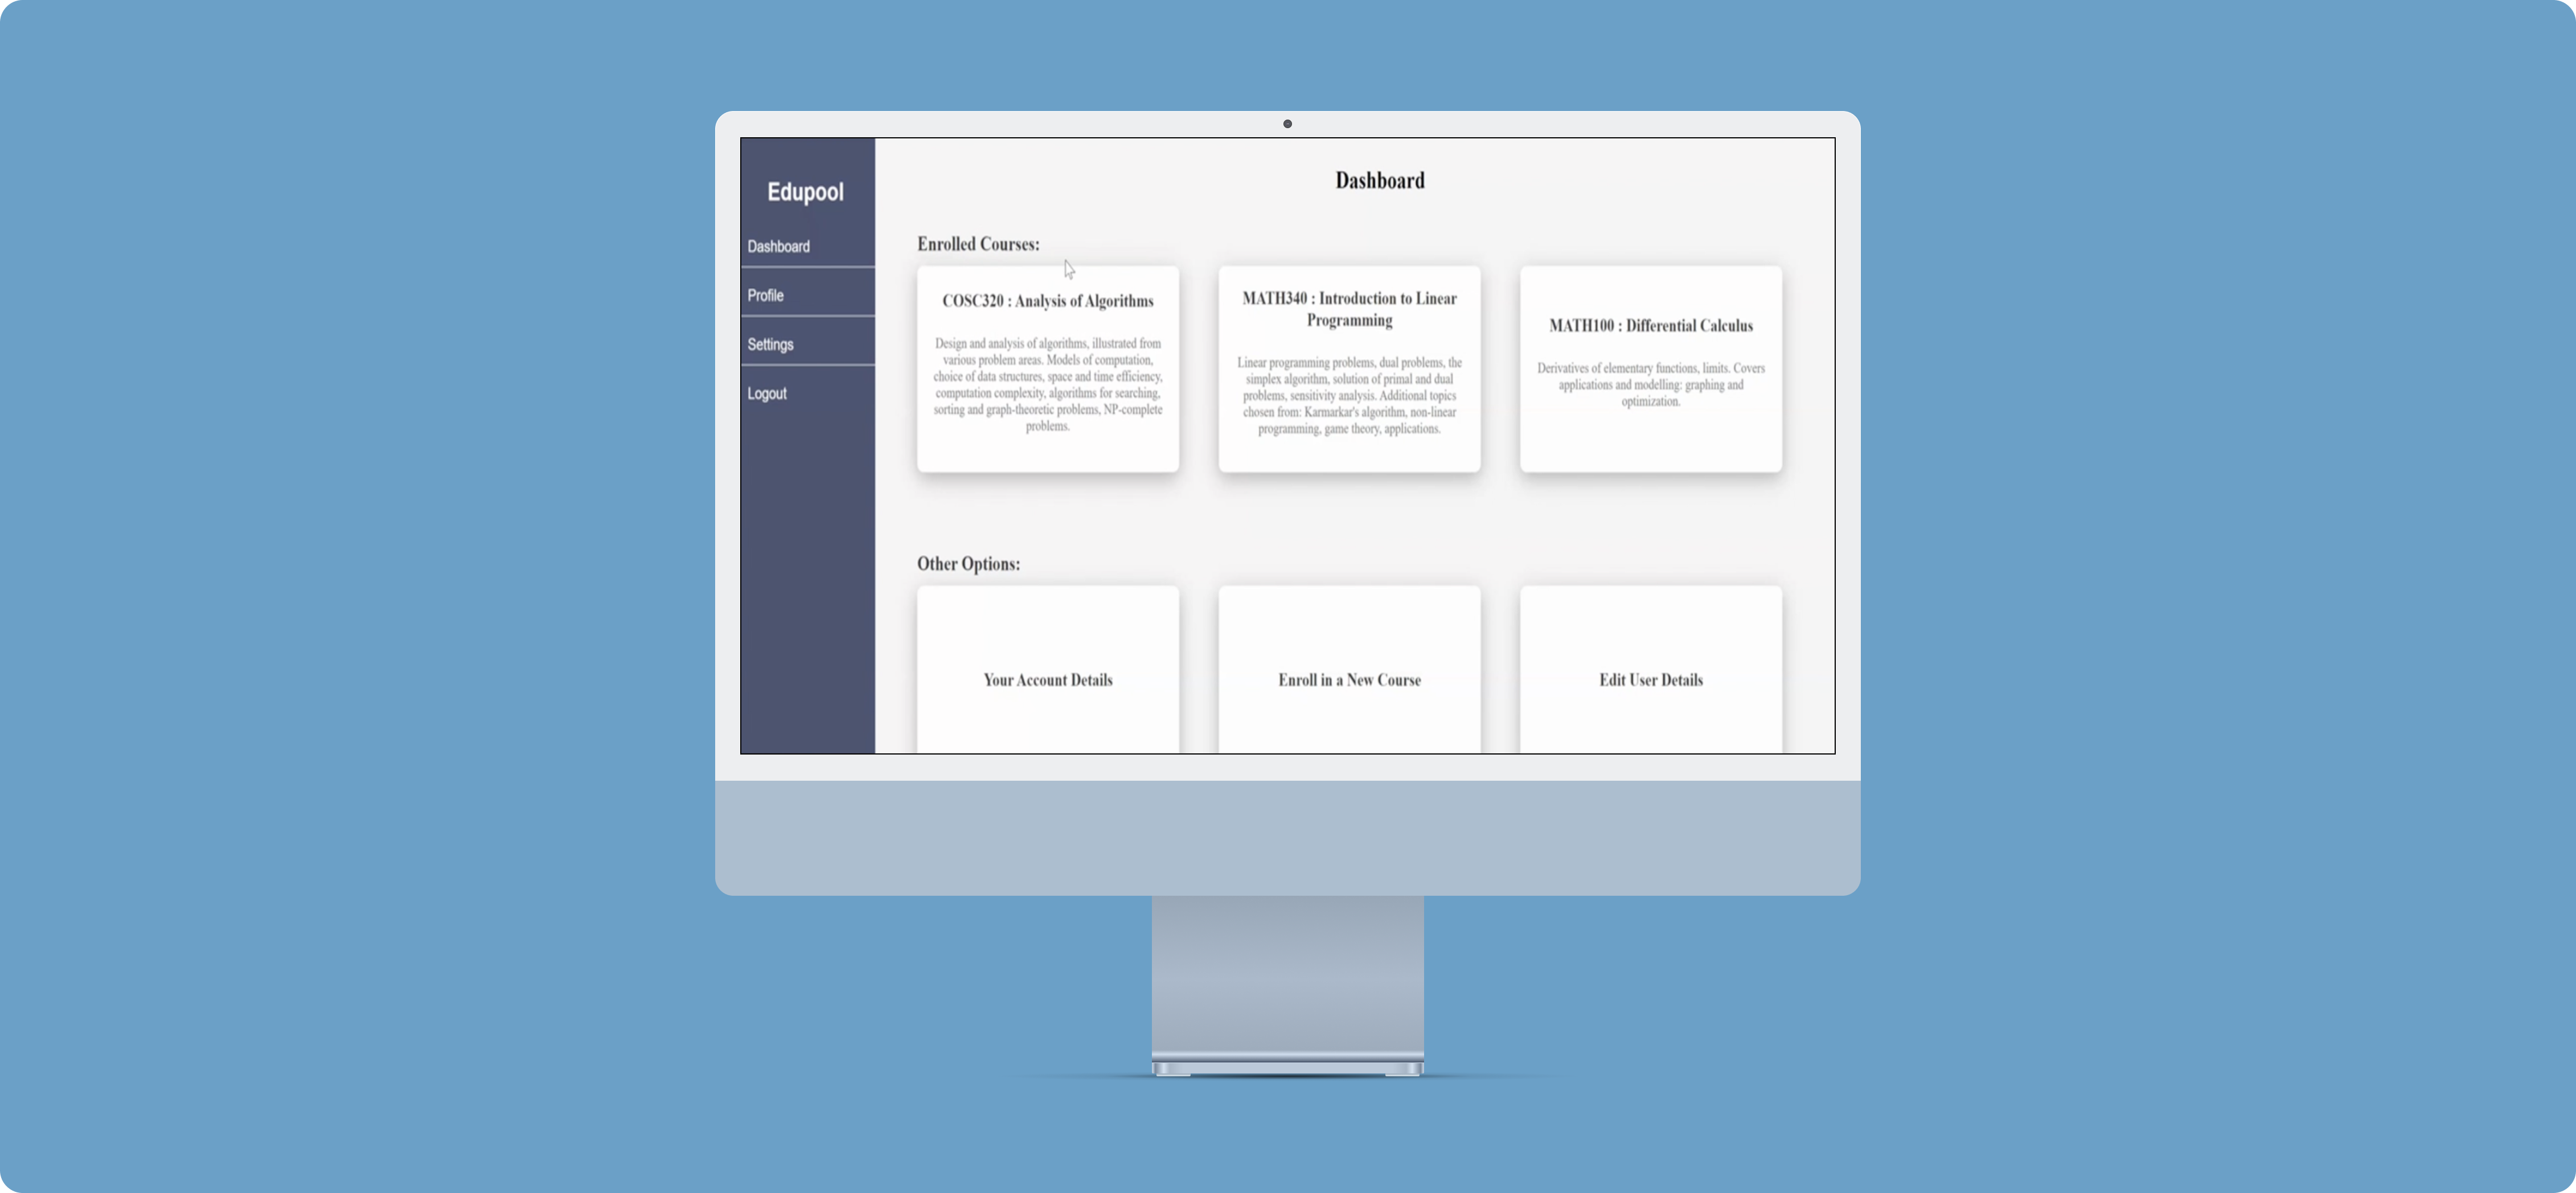 Edupool
Dashboard
Profile
Settings
Logout
Dashboard
Enrolled Courses:
COSC320 : Analysis of Algorithms
Design and analysis of algorithms, illustrated from
various problem areas. Models of computation,
choice of data structures, space and time efficiency,
computation complexity, algorithms for searching,
sorting and graph-theoretic problems, NP-complete
problems.
MATH340 : Introduction to Linear
Programming
Linear programming problems, dual problems, the
simplex algorithm, solution of primal and dual
problems, sensitivity analysis. Additional topics
chosen from: Karmarkar's algorithm, non-linear
programming, game theory, applications.
MATH100 : Differential Calculus
Derivatives of elementary functions, limits. Covers
applications and modelling: graphing and
optimization.
Other Options:
Your Account Details
Enroll in a New Course
Edit User Details